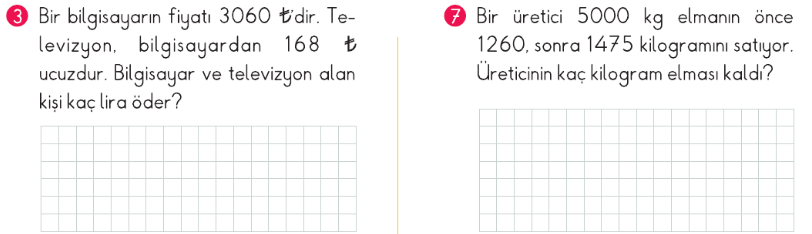 3 Bir bilgisayarın fiyatı 3060 ₺'dir. Te-
levizyon, bilgisayardan 168 ₺
ucuzdur. Bilgisayar ve televizyon alan
kişi kaç lira öder?
7 Bir üretici 5000 kg elmanın önce
1260, sonra 1475 kilogramını satıyor.
Üreticinin kaç kilogram elması kaldı?